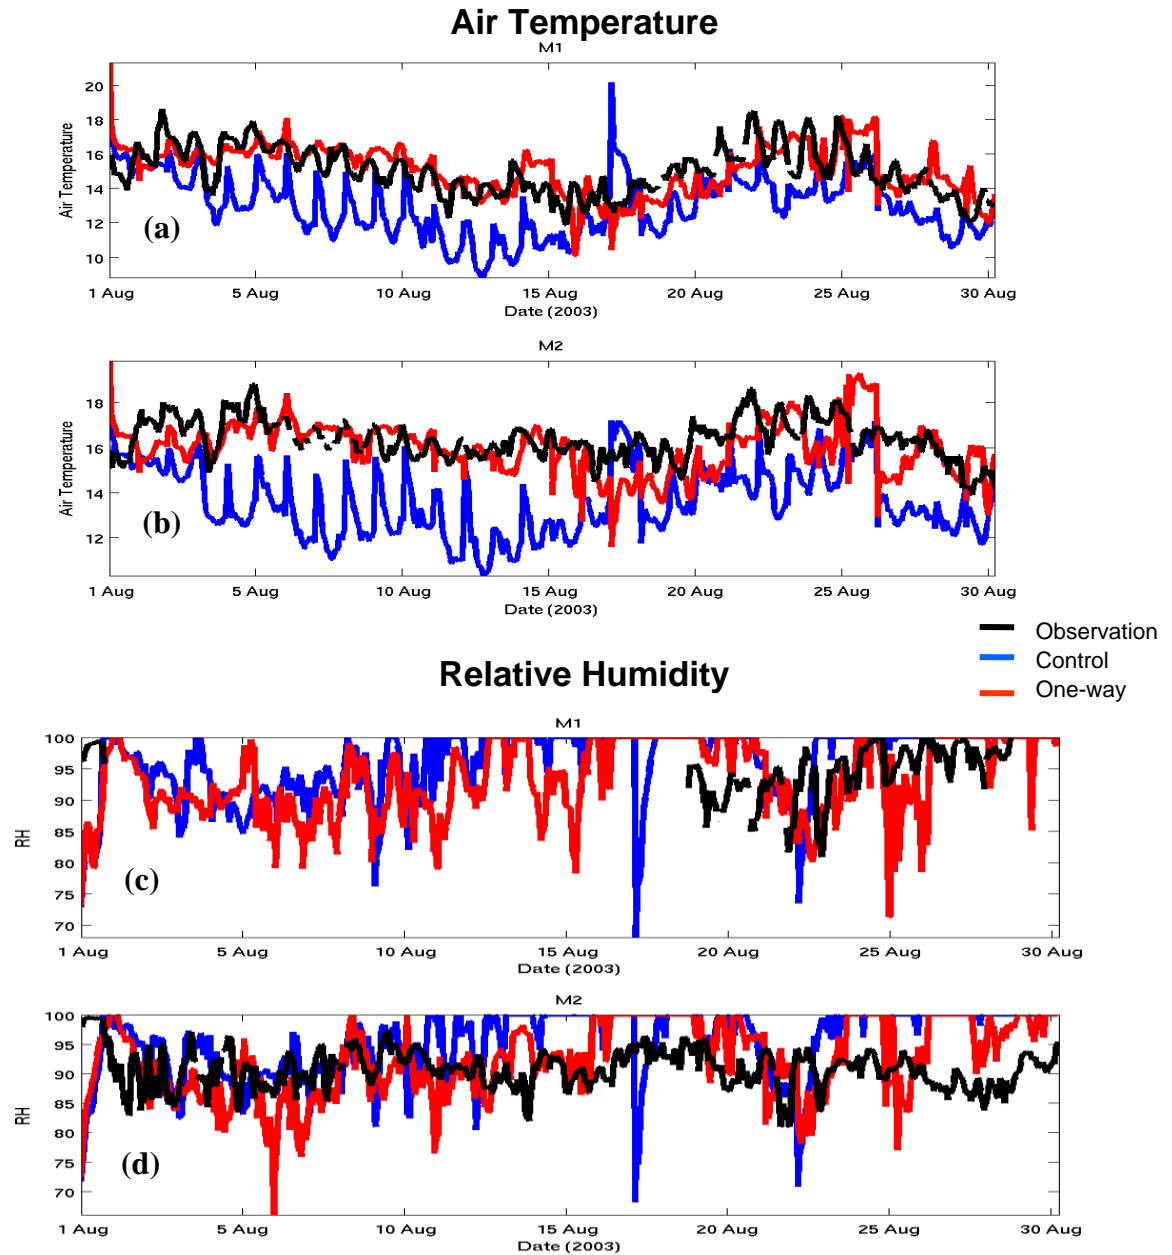 Air Temperature
M1
Air Temperature
20
18
16
14
12
10
(a)
1 Aug 5 Aug 10 Aug 15 Aug 20 Aug 25 Aug 30 Aug
Date (2003)
M2
Air Temperature
18
16
14
12
(b)
1 Aug 5 Aug 10 Aug 15 Aug 20 Aug 25 Aug 30 Aug
Date (2003)
Observation
Control
One-way
Relative Humidity
M1
RH
100
95
90
85
80
75
70
(c)
1 Aug 5 Aug 10 Aug 15 Aug 20 Aug 25 Aug 30 Aug
Date (2003)
M2
RH
100
95
90
85
80
75
70
(d)
1 Aug 5 Aug 10 Aug 15 Aug 20 Aug 25 Aug 30 Aug
Date (2003)